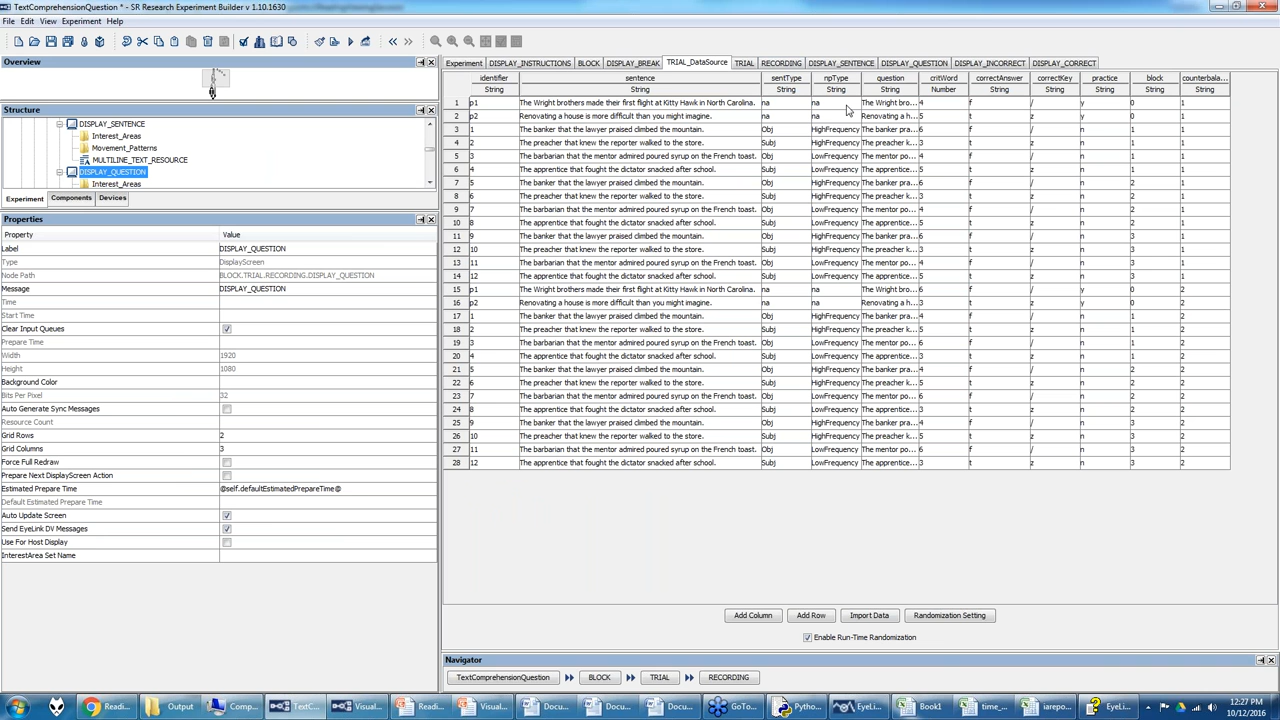 TextComprehensionQuestion * - SR Research Experiment Builder v 1.10.1630
File Edit View Experiment Help
Overview
Structure
DISPLAY_SENTENCE
Interest_Areas
Movement_Patterns
MULTILINE_TEXT_RESOURCE
DISPLAY_QUESTION
Interest_Areas
Experiment Components Devices
Properties
Property Value
Label DISPLAY_QUESTION
Type DisplayScreen
Node Path BLOCK.TRIAL.RECORDING.DISPLAY_QUESTION
Message DISPLAY_QUESTION
Time
Start Time
Clear Input Queues
Prepare Time
Width 1920
Height 1080
Background Color
Bits Per Pixel 32
Auto Generate Sync Messages
Resource Count
Grid Rows 2
Grid Columns 3
Force Full Redraw
Prepare Next DisplayScreen Action
Estimated Prepare Time @self.defaultEstimatedPrepareTime@
Default Estimated Prepare Time
Auto Update Screen
Send EyeLink DV Messages
Use For Host Display
InterestArea Set Name
Experiment DISPLAY_INSTRUCTIONS BLOCK DISPLAY_BREAK TRIAL_DataSource TRIAL RECORDING DISPLAY_SENTENCE DISPLAY_QUESTION DISPLAY_INCORRECT DISPLAY_CORRECT
identifier sentence sentType npType question critWord correctAnswer correctKey practice block counterbala...
String String String String String Number String String String String String
1 p1 The Wright brothers made their first flight at Kitty Hawk in North Carolina. na na The Wright bro... 4 f / y 0 1
2 p2 Renovating a house is more difficult than you might imagine. na na Renovating a h... 5 t z y 0 1
3 1 The banker that the lawyer praised climbed the mountain. Obj HighFrequency The banker pra... 6 f / n 1 1
4 2 The preacher that knew the reporter walked to the store. Subj HighFrequency The preacher k... 3 t z n 1 1
5 3 The barbarian that the mentor admired poured syrup on the French toast. Obj LowFrequency The mentor po... 4 f / n 1 1
6 4 The apprentice that fought the dictator snacked after school. Subj LowFrequency The apprentice... 5 t z n 1 1
7 5 The banker that the lawyer praised climbed the mountain. Obj HighFrequency The banker pra... 6 f / n 2 1
8 6 The preacher that knew the reporter walked to the store. Subj HighFrequency The preacher k... 3 t z n 2 1
9 7 The barbarian that the mentor admired poured syrup on the French toast. Obj LowFrequency The mentor po... 4 f / n 2 1
10 8 The apprentice that fought the dictator snacked after school. Subj LowFrequency The apprentice... 5 t z n 2 1
11 9 The banker that the lawyer praised climbed the mountain. Obj HighFrequency The banker pra... 6 f / n 3 1
12 10 The preacher that knew the reporter walked to the store. Subj HighFrequency The preacher k... 3 t z n 3 1
13 11 The barbarian that the mentor admired poured syrup on the French toast. Obj LowFrequency The mentor po... 4 f / n 3 1
14 12 The apprentice that fought the dictator snacked after school. Subj LowFrequency The apprentice... 5 t z n 3 1
15 p1 The Wright brothers made their first flight at Kitty Hawk in North Carolina. na na The Wright bro... 6 f / y 0 2
16 p2 Renovating a house is more difficult than you might imagine. na na Renovating a h... 3 t z y 0 2
17 1 The banker that the lawyer praised climbed the mountain. Obj HighFrequency The banker pra... 4 f / n 1 2
18 2 The preacher that knew the reporter walked to the store. Subj HighFrequency The preacher k... 5 t z n 1 2
19 3 The barbarian that the mentor admired poured syrup on the French toast. Obj LowFrequency The mentor po... 6 f / n 1 2
20 4 The apprentice that fought the dictator snacked after school. Subj LowFrequency The apprentice... 3 t z n 1 2
21 5 The banker that the lawyer praised climbed the mountain. Obj HighFrequency The banker pra... 4 f / n 2 2
22 6 The preacher that knew the reporter walked to the store. Subj HighFrequency The preacher k... 5 t z n 2 2
23 7 The barbarian that the mentor admired poured syrup on the French toast. Obj LowFrequency The mentor po... 6 f / n 2 2
24 8 The apprentice that fought the dictator snacked after school. Subj LowFrequency The apprentice... 3 t z n 2 2
25 9 The banker that the lawyer praised climbed the mountain. Obj HighFrequency The banker pra... 4 f / n 3 2
26 10 The preacher that knew the reporter walked to the store. Subj HighFrequency The preacher k... 5 t z n 3 2
27 11 The barbarian that the mentor admired poured syrup on the French toast. Obj LowFrequency The mentor po... 6 f / n 3 2
28 12 The apprentice that fought the dictator snacked after school. Subj LowFrequency The apprentice... 3 t z n 3 2
Add Column Add Row Import Data Randomization Setting
Enable Run-Time Randomization
Navigator
TextComprehensionQuestion BLOCK TRIAL RECORDING
Readi... Output Comp... TextC... Visual... Readi... Readi... Docu... Docu... Docu... GoTo... Pytho... EyeLi... Book1 time_... iarepo... EyeLi...
12:27 PM
10/12/2016